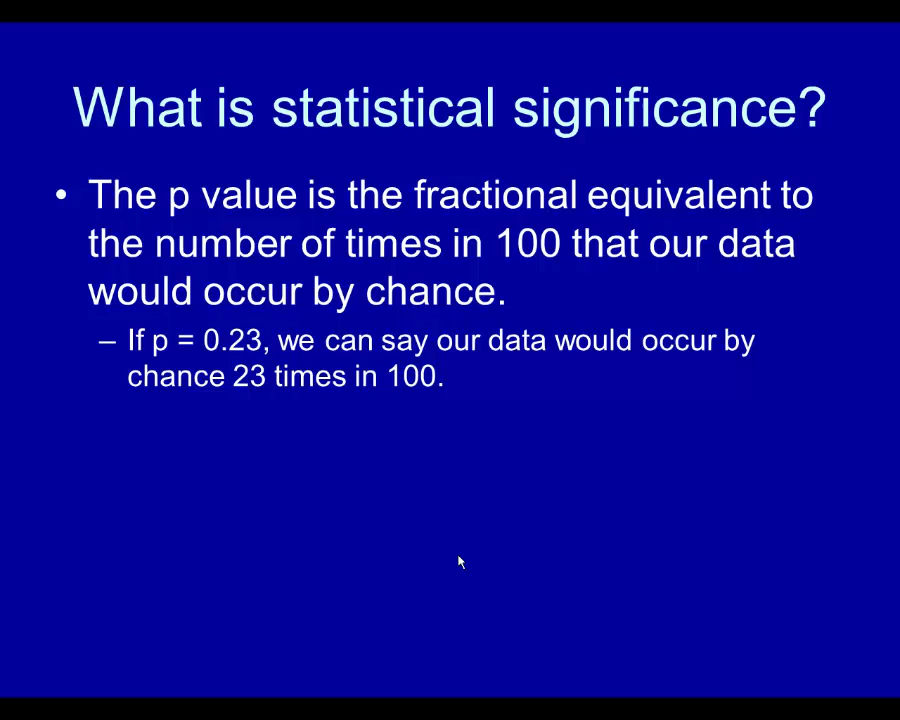 What is statistical significance?
• The p value is the fractional equivalent to
the number of times in 100 that our data
would occur by chance.
– If p = 0.23, we can say our data would occur by
chance 23 times in 100.